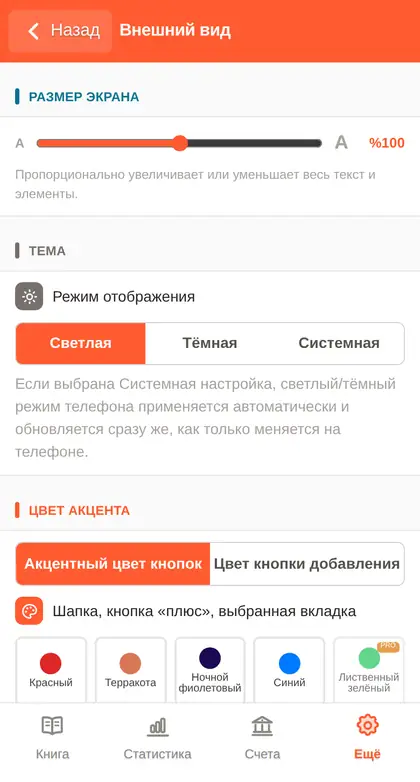 Назад Внешний вид
РАЗМЕР ЭКРАНА
A A %100
Пропорционально увеличивает или уменьшает весь текст и
элементы.
ТЕМА
Режим отображения
Светлая Тёмная Системная
Если выбрана Системная настройка, светлый/тёмный
режим телефона применяется автоматически и
обновляется сразу же, как только меняется на
телефоне.
ЦВЕТ АКЦЕНТА
Акцентный цвет кнопок Цвет кнопки добавления
Шапка, кнопка «плюс», выбранная вкладка
PRO
Красный Терракота Ночной фиолетовый Синий Лиственный зелёный
Книга Статистика Счета Ещё